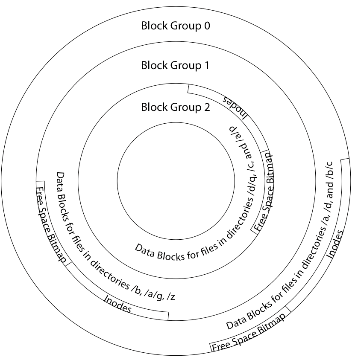 Block Group 0
Block Group 1
Block Group 2
Inodes
Free Space Bitmap
Data Blocks for files in directories /d/q, /c, and /a/p
Free Space Bitmap
Inodes
Data Blocks for files in directories /b, /a/g, /z
Free Space Bitmap
Inodes
Data Blocks for files in directories /a, /d, and /b/c